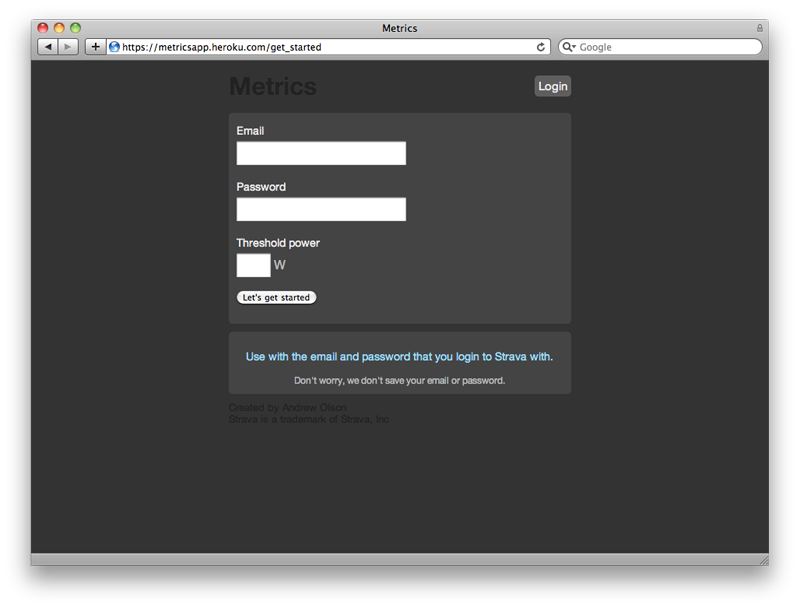 Metrics
https://metricsapp.heroku.com/get_started
Google
Metrics
Login
Email
Password
Threshold power
W
Let's get started
Use with the email and password that you login to Strava with.
Don't worry, we don't save your email or password.
Created by Andrew Olson
Strava is a trademark of Strava, Inc